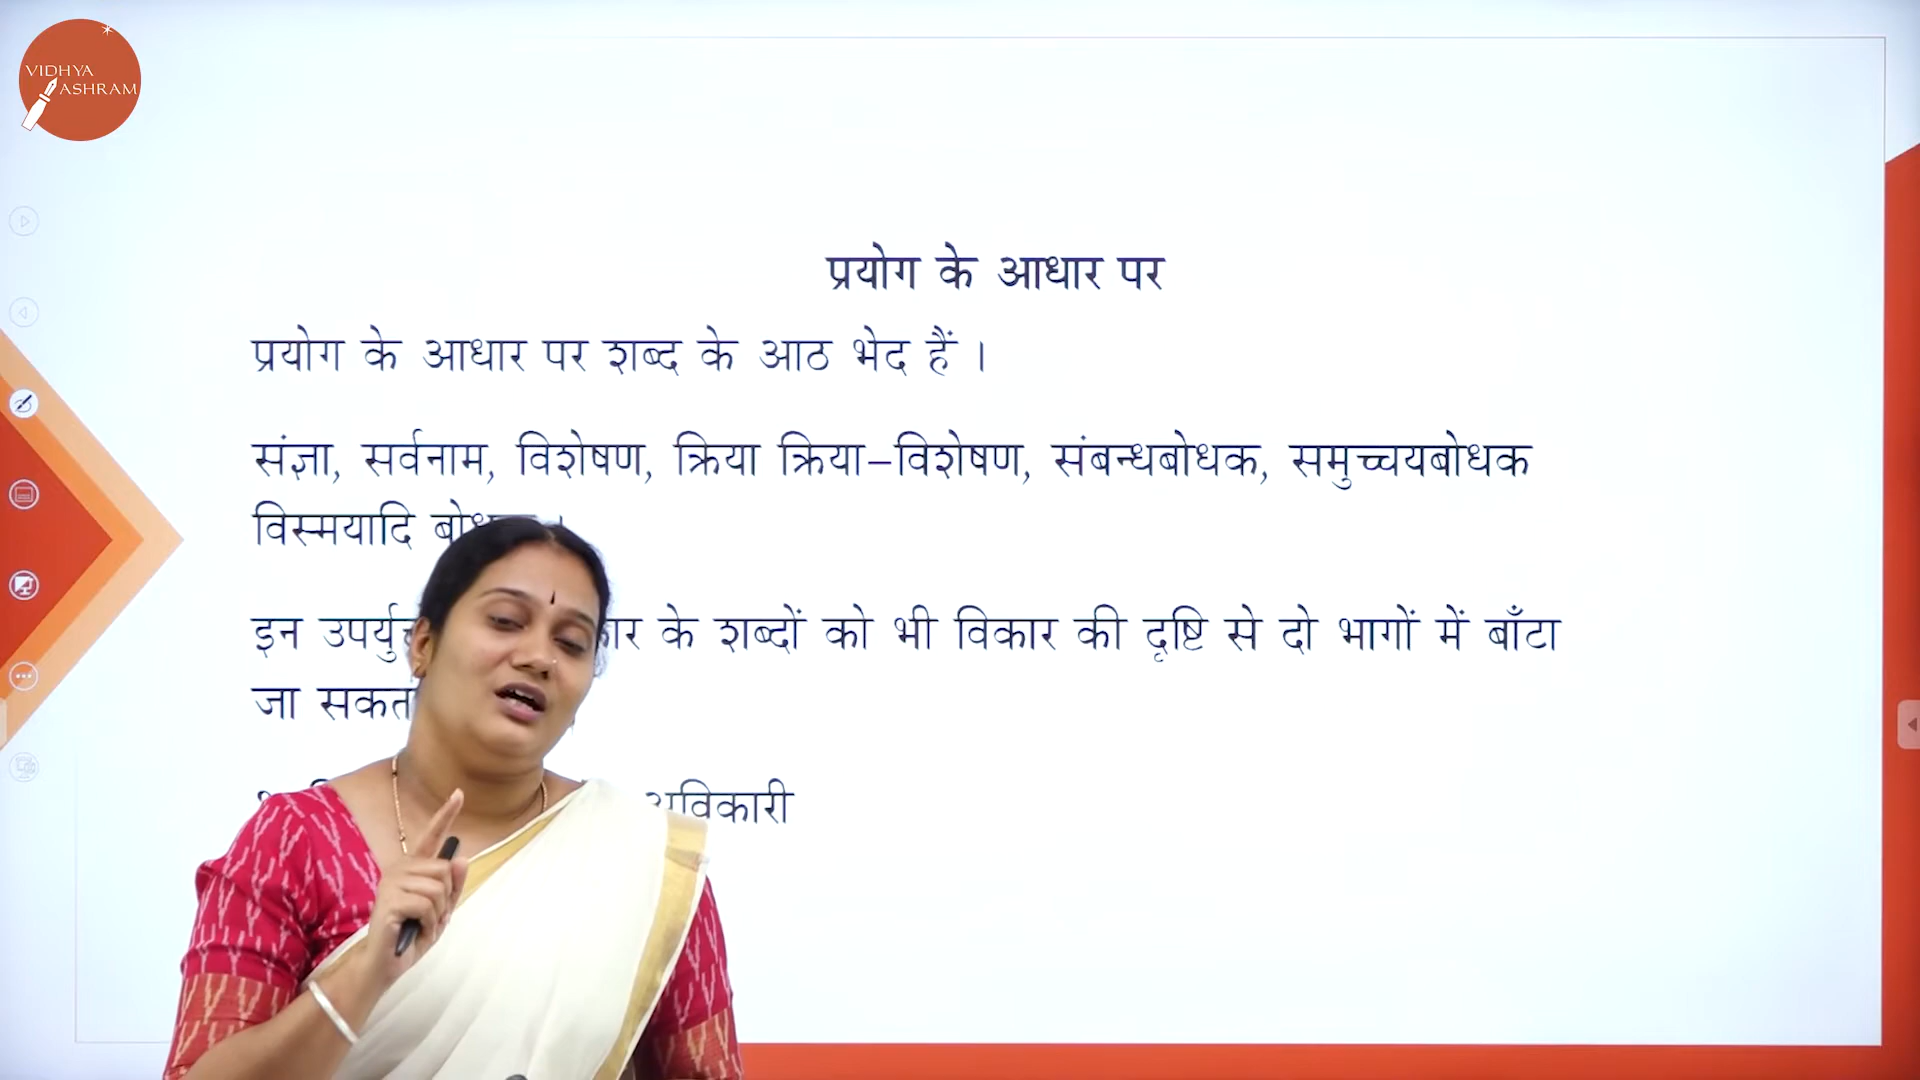 VIDHYA
ASHRAM
प्रयोग के आधार पर
प्रयोग के आधार पर शब्द के आठ भेद हैं ।
संज्ञा, सर्वनाम, विशेषण, क्रिया क्रिया–विशेषण, संबन्धबोधक, समुच्चयबोधक
विस्मयादि
इन के शब्दों को भी विकार की दृष्टि से दो भागों में बाँटा
जा
अविकारी